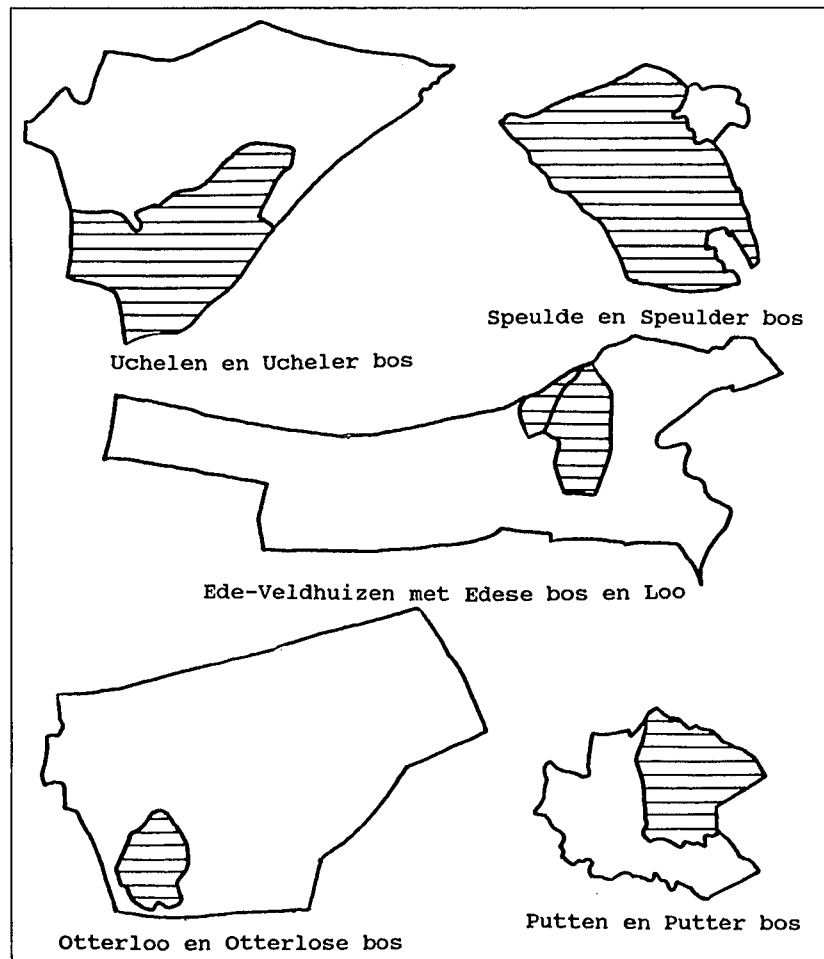 Uchelen en Ucheler bos
Speulde en Speulder bos
Ede-Veldhuizen met Edese bos en Loo
Otterloo en Otterlose bos
Putten en Putter bos